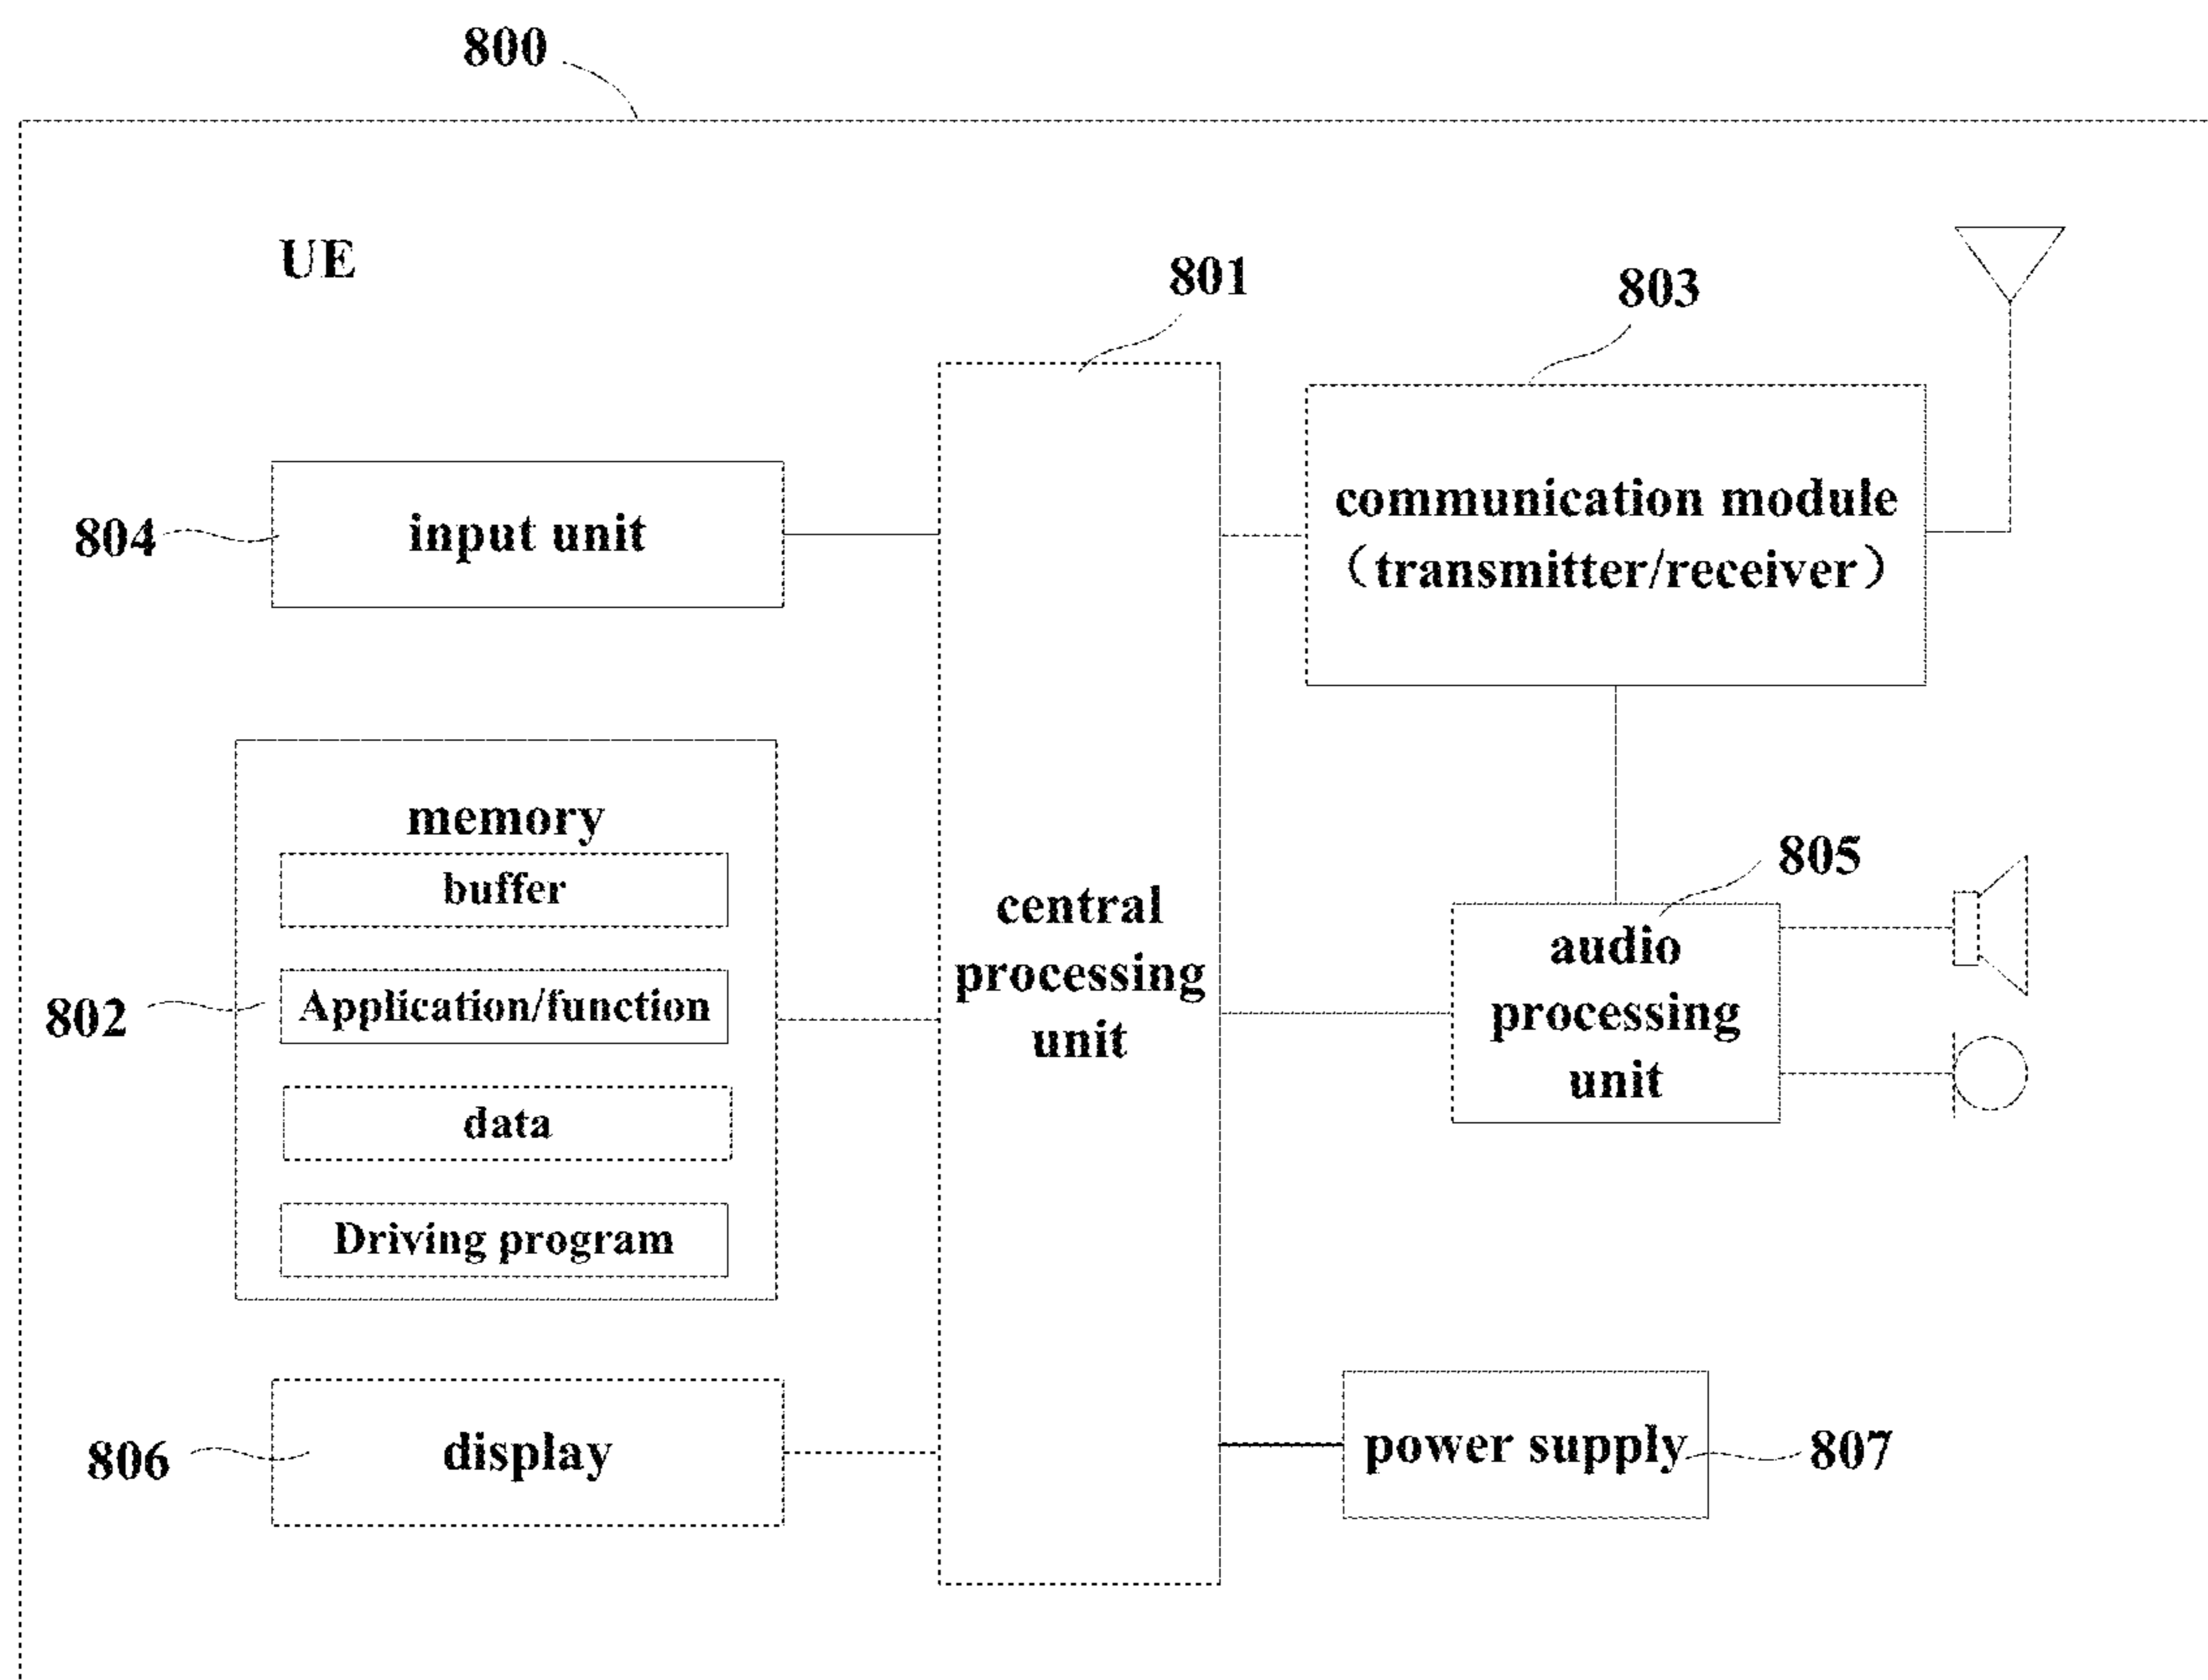 800
UE
801
803
804
input unit
communication module
（transmitter/receiver）
memory
buffer
802
Application/function
data
Driving program
central
processing
unit
805
audio
processing
unit
806
display
power supply
807